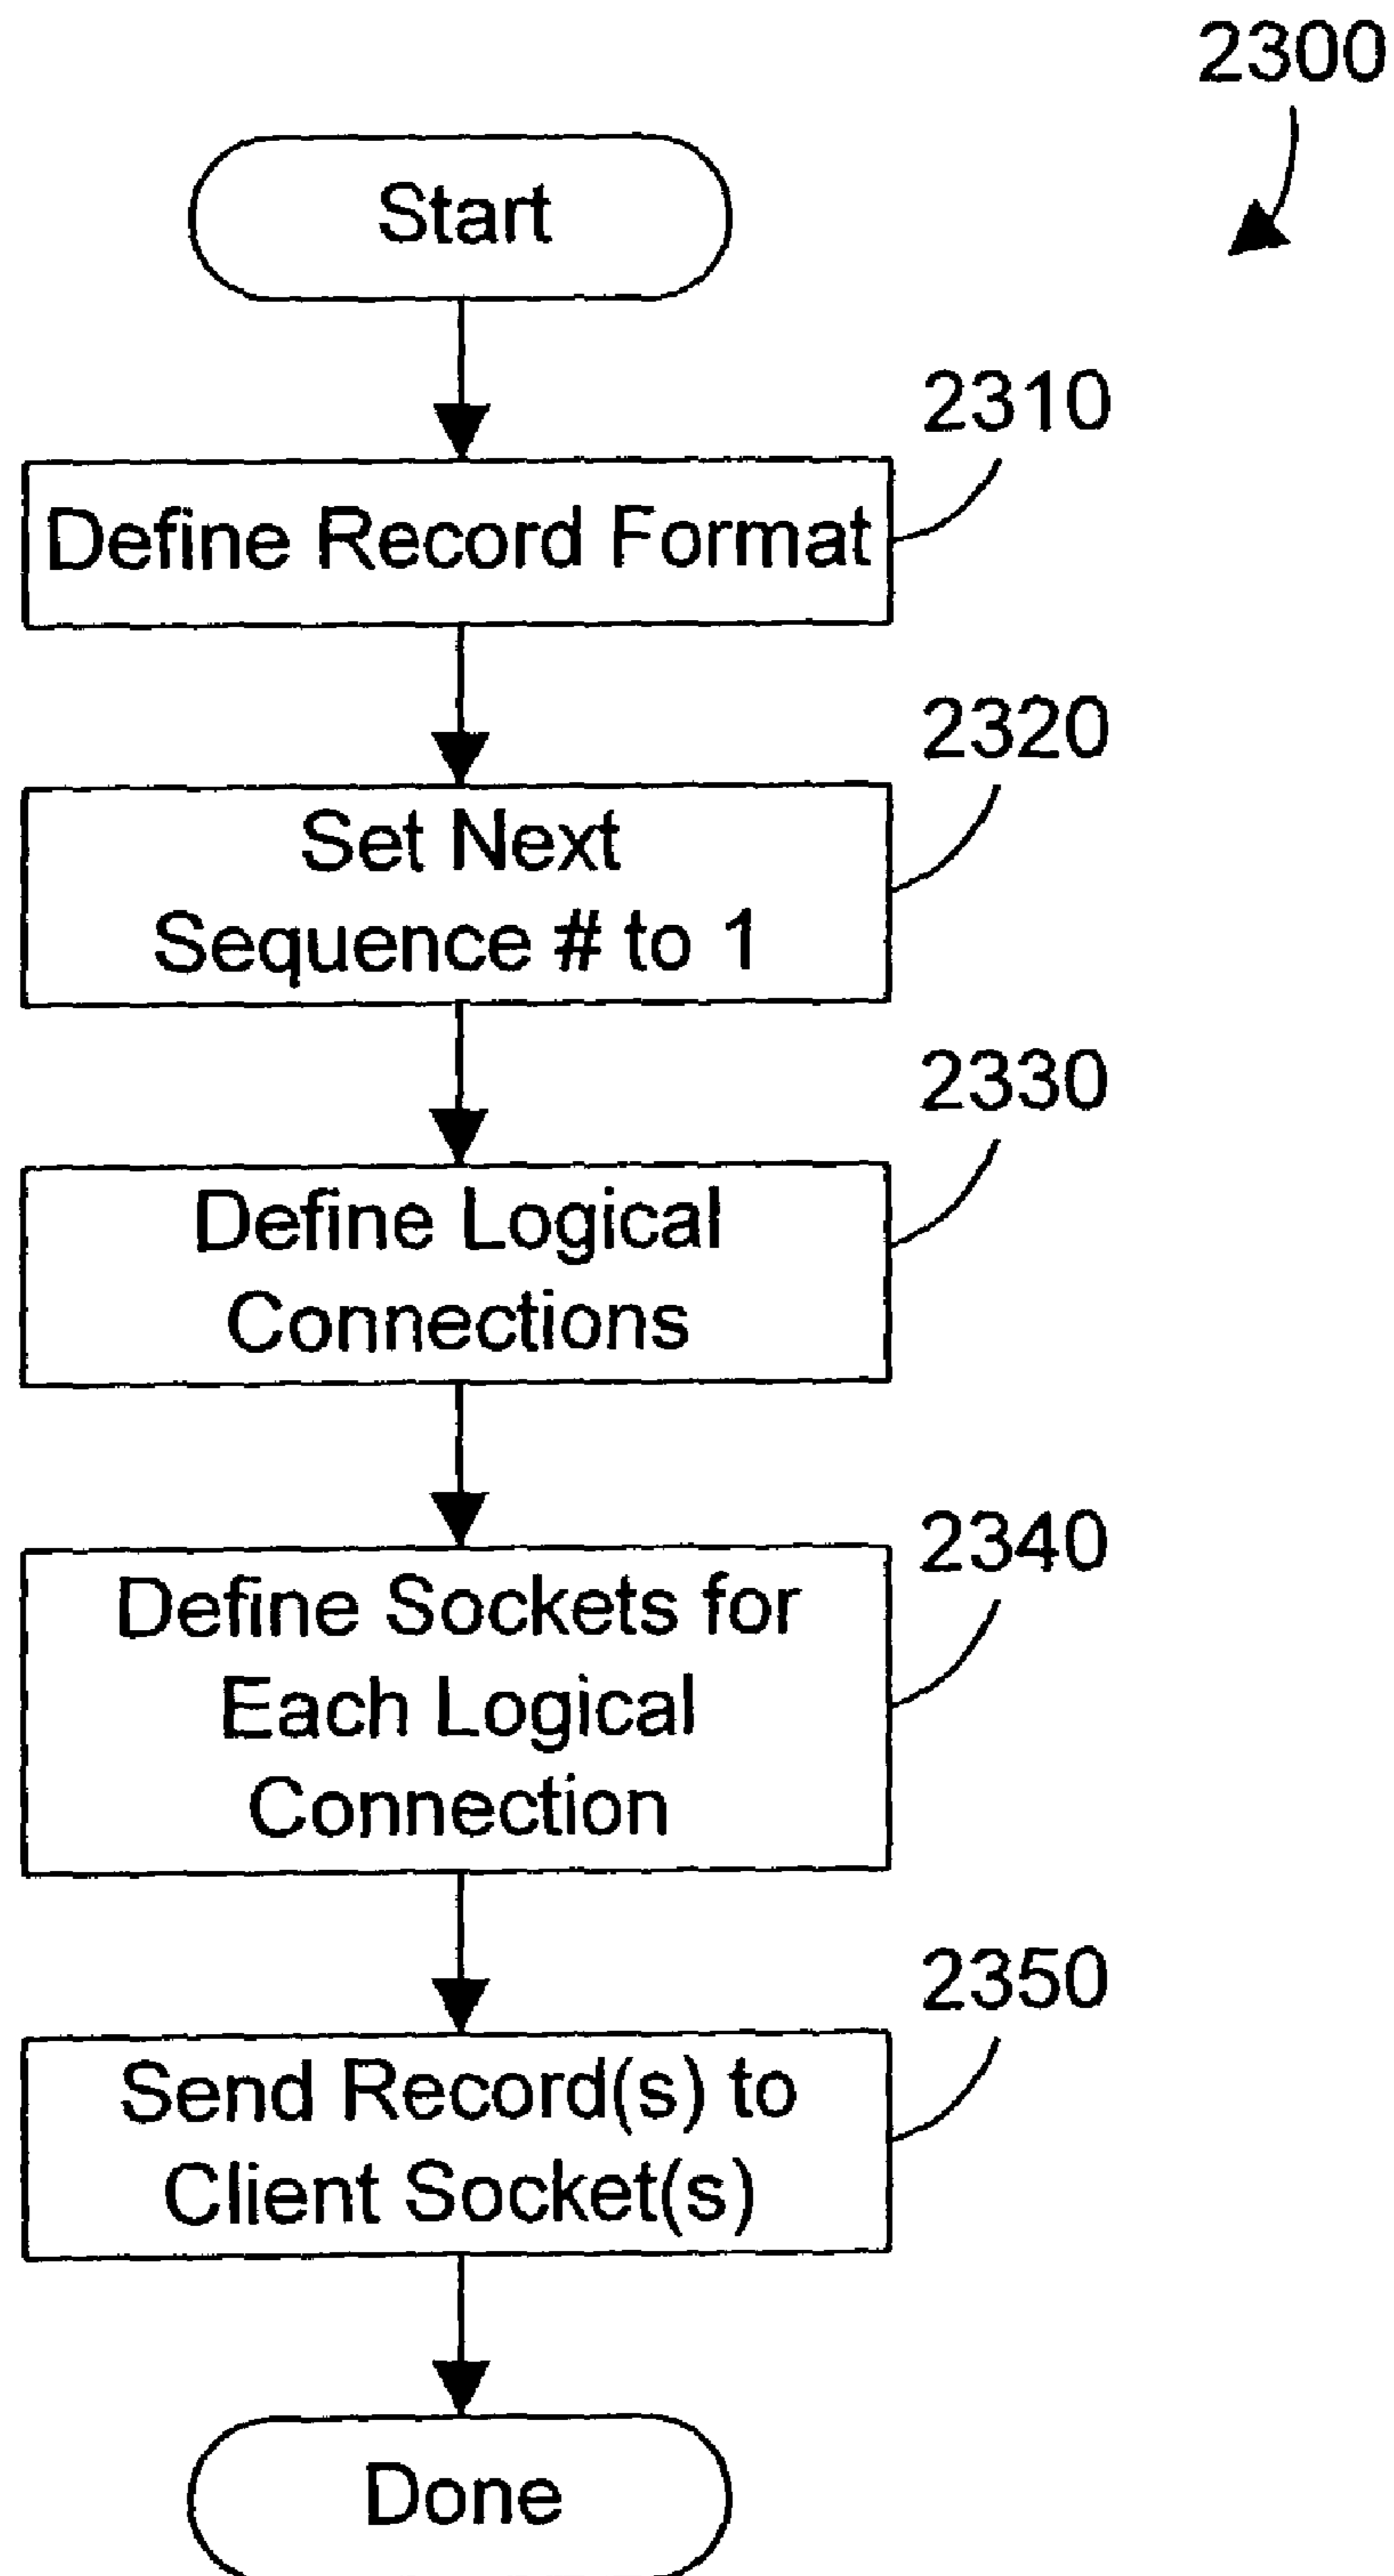 2300
Start
2310
Define Record Format
2320
Set Next
Sequence # to 1
2330
Define Logical
Connections
2340
Define Sockets for
Each Logical
Connection
2350
Send Record(s) to
Client Socket(s)
Done